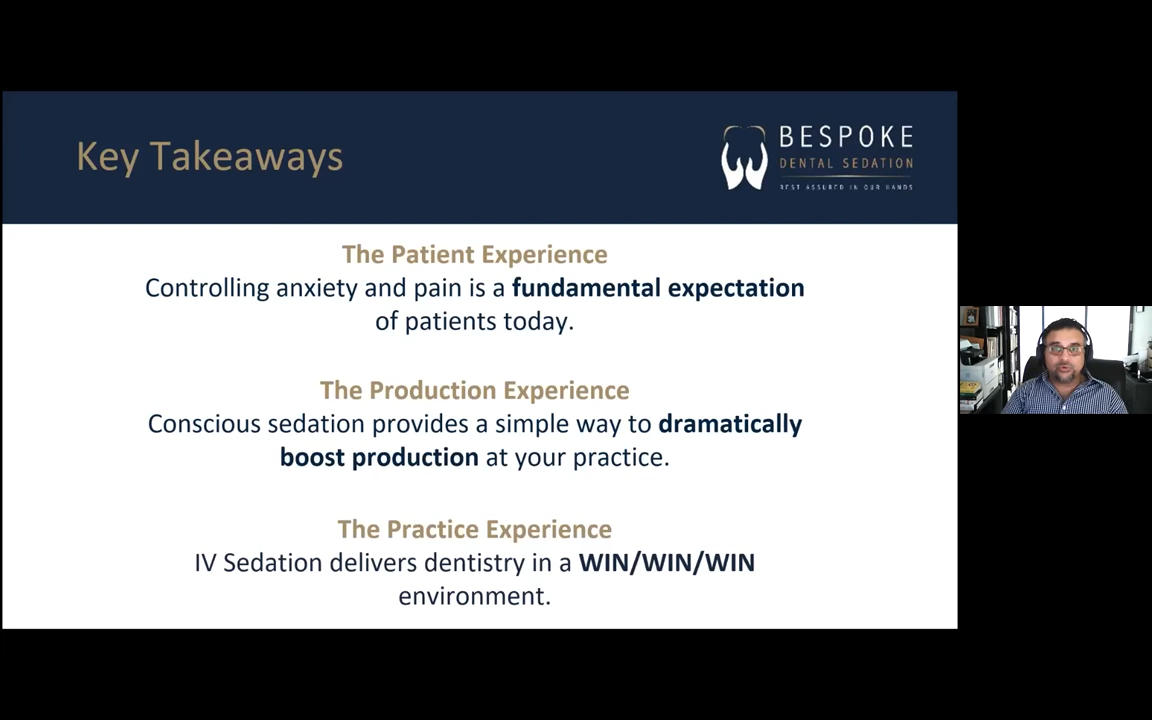 Key Takeaways
BESPOKE
DENTAL SEDATION
REST ASSURED IN OUR HANDS
The Patient Experience
Controlling anxiety and pain is a fundamental expectation
of patients today.
The Production Experience
Conscious sedation provides a simple way to dramatically
boost production at your practice.
The Practice Experience
IV Sedation delivers dentistry in a WIN/WIN/WIN
environment.